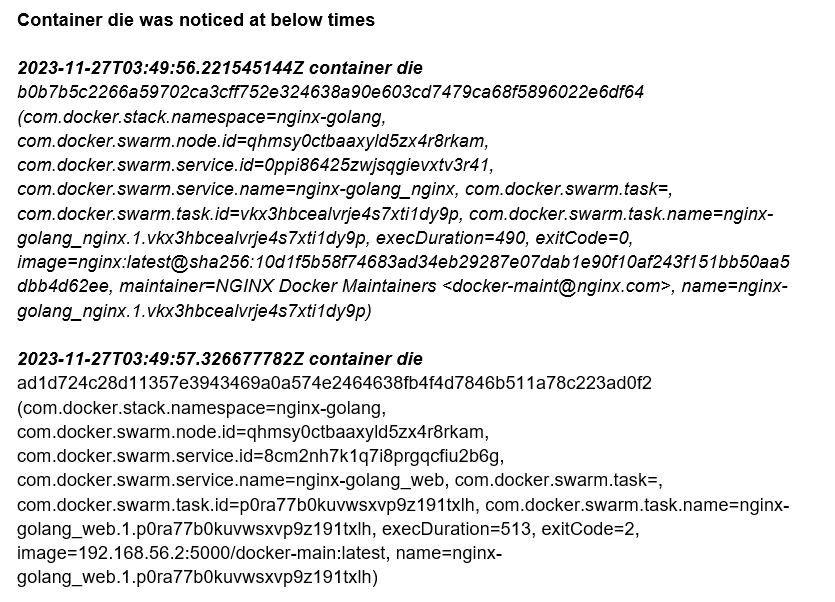 Container die was noticed at below times
2023-11-27T03:49:56.221545144Z container die
b0b7b5c2266a59702ca3cff752e324638a90e603cd7479ca68f5896022e6df64
(com.docker.stack.namespace=nginx-golang,
com.docker.swarm.node.id=qhmsy0ctbaaxyld5zx4r8rkam,
com.docker.swarm.service.id=0ppi86425zwjsqgievxtv3r41,
com.docker.swarm.service.name=nginx-golang_nginx, com.docker.swarm.task=,
com.docker.swarm.task.id=vkx3hbcealvrje4s7xti1dy9p, com.docker.swarm.task.name=nginx-
golang_nginx.1.vkx3hbcealvrje4s7xti1dy9p, execDuration=490, exitCode=0,
image=nginx:latest@sha256:10d1f5b58f74683ad34eb29287e07dab1e90f10af243f151bb50aa5
dbb4d62ee, maintainer=NGINX Docker Maintainers <docker-maint@nginx.com>, name=nginx-
golang_nginx.1.vkx3hbcealvrje4s7xti1dy9p)
2023-11-27T03:49:57.326677782Z container die
ad1d724c28d11357e3943469a0a574e2464638fb4f4d7846b511a78c223ad0f2
(com.docker.stack.namespace=nginx-golang,
com.docker.swarm.node.id=qhmsy0ctbaaxyld5zx4r8rkam,
com.docker.swarm.service.id=8cm2nh7k1q7i8prgqcfiu2b6g,
com.docker.swarm.service.name=nginx-golang_web, com.docker.swarm.task=,
com.docker.swarm.task.id=p0ra77b0kuvwsxvp9z191txlh, com.docker.swarm.task.name=nginx-
golang_web.1.p0ra77b0kuvwsxvp9z191txlh, execDuration=513, exitCode=2,
image=192.168.56.2:5000/docker-main:latest, name=nginx-
golang_web.1.p0ra77b0kuvwsxvp9z191txlh)